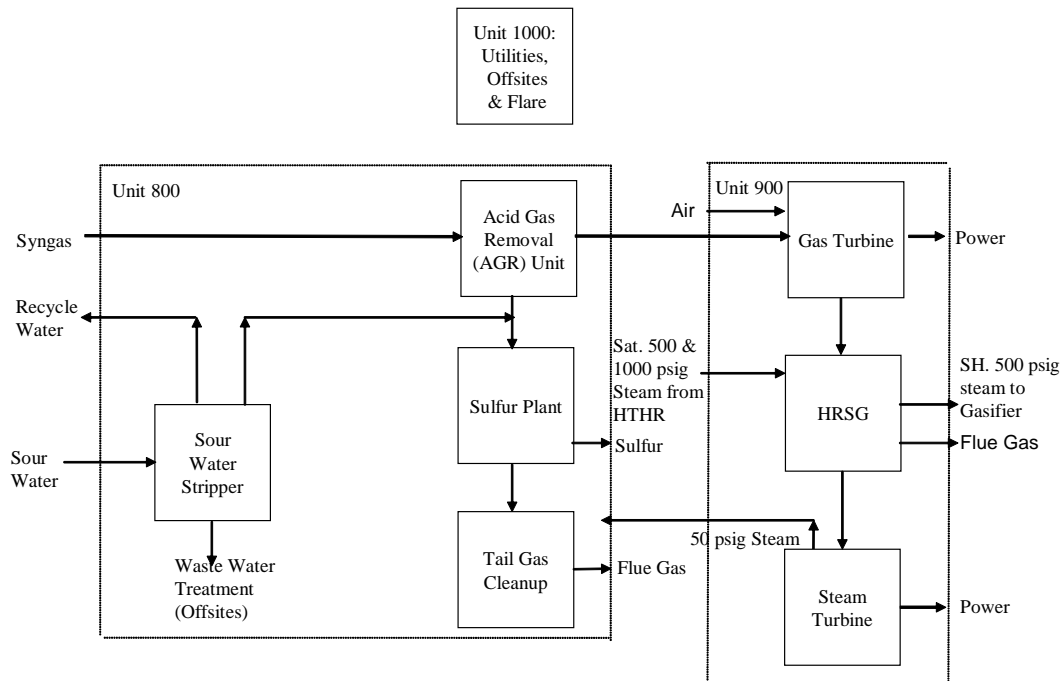 Unit 1000:
Utilities,
Offsites
& Flare
Unit 800
Unit 900
Syngas
Acid Gas
Removal
(AGR) Unit
Air
Gas Turbine
Power
Recycle
Water
Sat. 500 &
1000 psig
Steam from
HTHR
Sulfur Plant
HRSG
SH. 500 psig
steam to
Gasifier
Flue Gas
Sulfur
Sour
Water
Sour
Water
Stripper
50 psig Steam
Tail Gas
Cleanup
Flue Gas
Waste Water
Treatment
(Offsites)
Steam
Turbine
Power